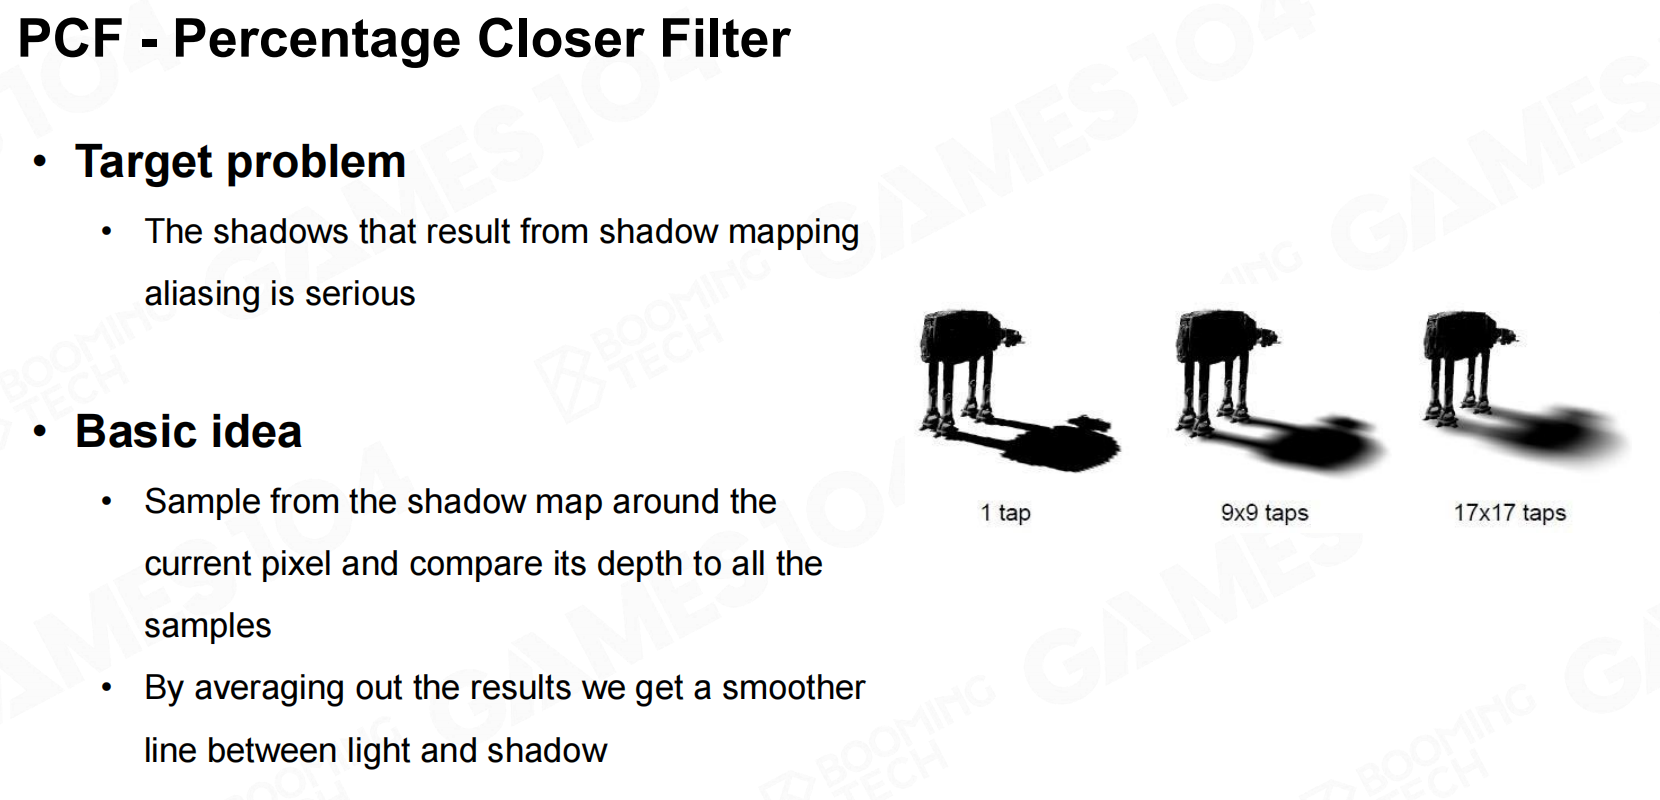 PCF - Percentage Closer Filter
• Target problem
• The shadows that result from shadow mapping
aliasing is serious
• Basic idea
• Sample from the shadow map around the
current pixel and compare its depth to all the
samples
• By averaging out the results we get a smoother
line between light and shadow
1 tap
9x9 taps
17x17 taps
GAMES 104
BOOMING
TECH